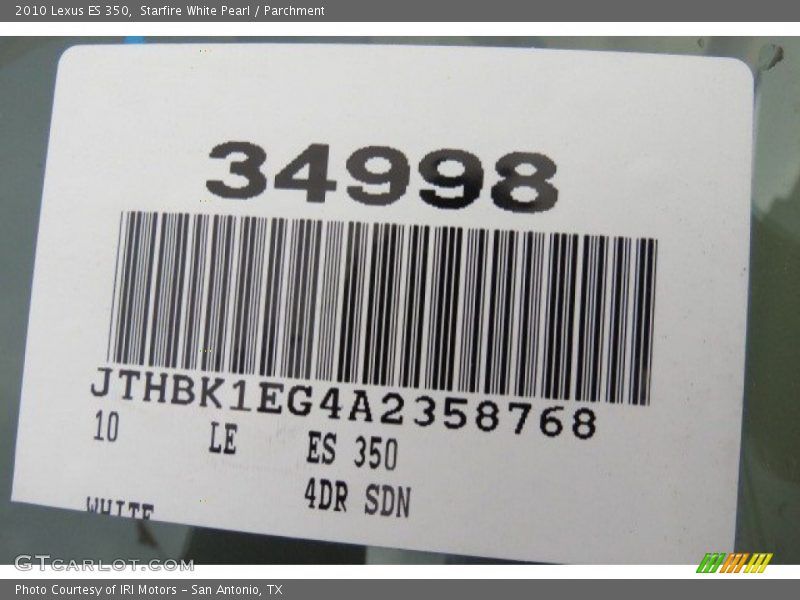 2010 Lexus ES 350, Starfire White Pearl / Parchment
34998
JTHBK1EG4A2358768
10 LE ES 350
4DR SDN
WHITE
GTCarLot.com
Photo Courtesy of IRI Motors - San Antonio, TX